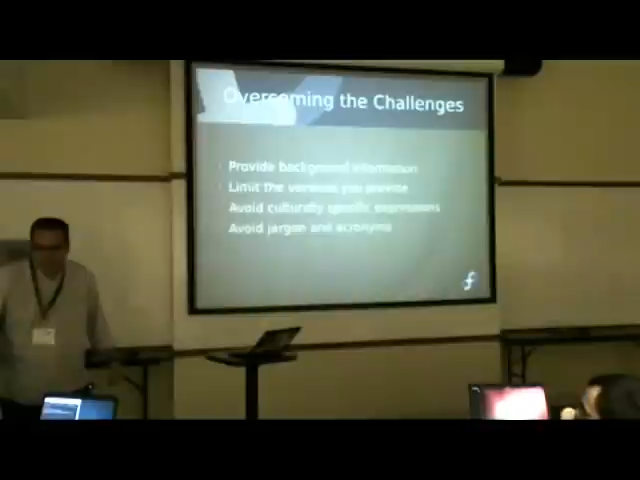 Overcoming the Challenges
Provide background information
Limit the versions you provide
Avoid culturally specific expressions
Avoid jargon and acronyms